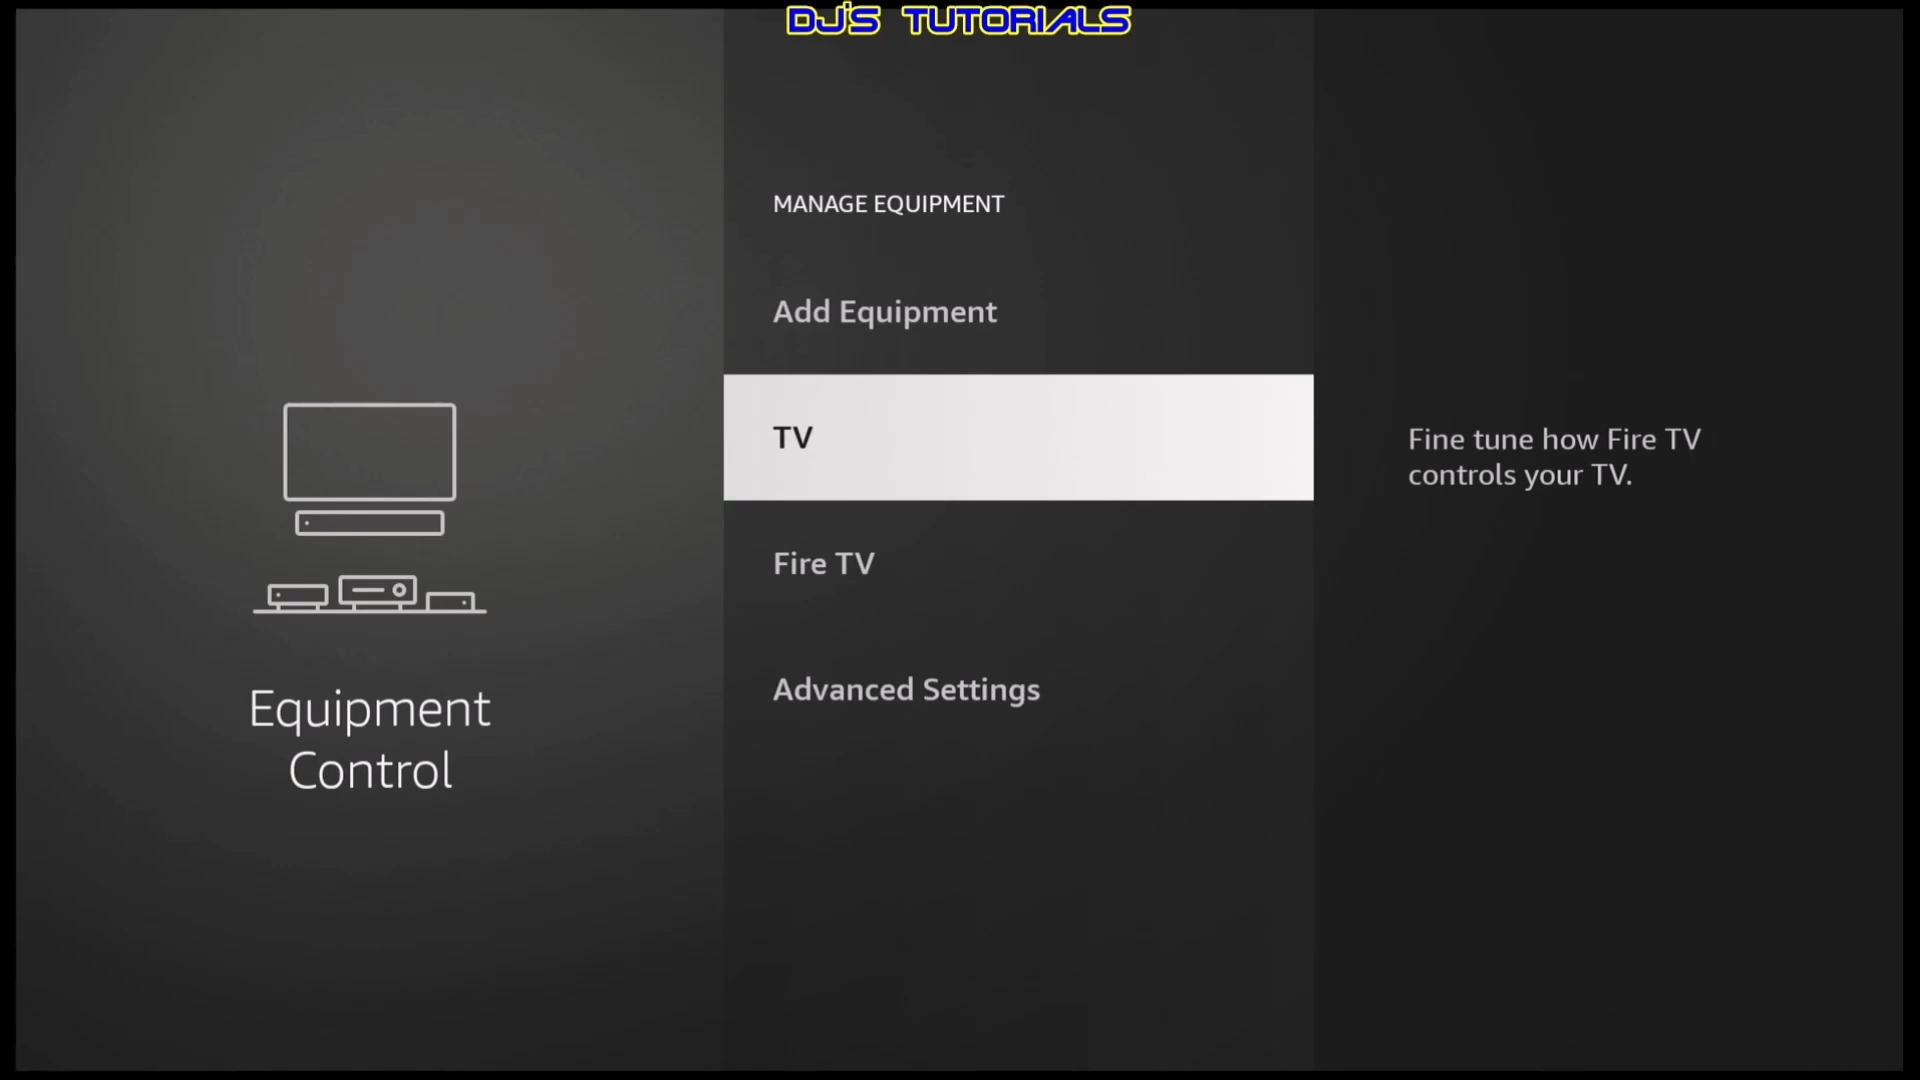 DJ'S TUTORIALS
MANAGE EQUIPMENT
Add Equipment
TV
Fire TV
Advanced Settings
Equipment
Control
Fine tune how Fire TV
controls your TV.